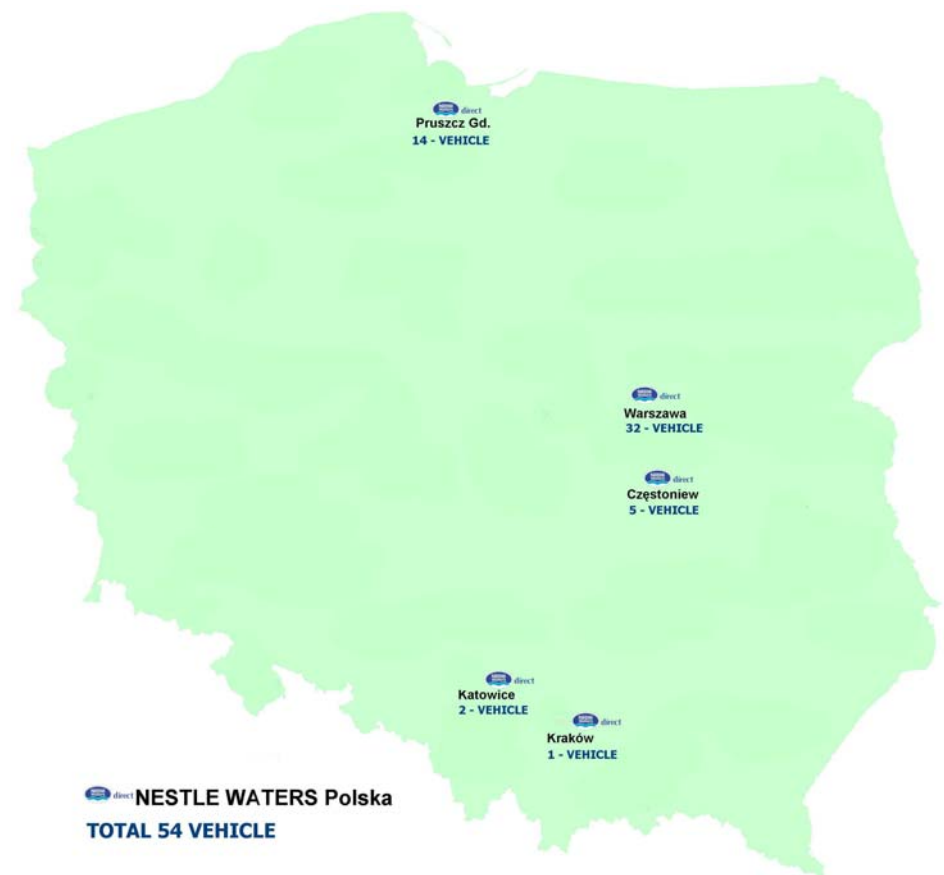 direct
Pruszcz Gd.
14 - VEHICLE
direct
Warszawa
32 - VEHICLE
direct
Częstoniew
5 - VEHICLE
direct
Katowice
2 - VEHICLE
direct
Kraków
1 - VEHICLE
direct NESTLE WATERS Polska
TOTAL 54 VEHICLE